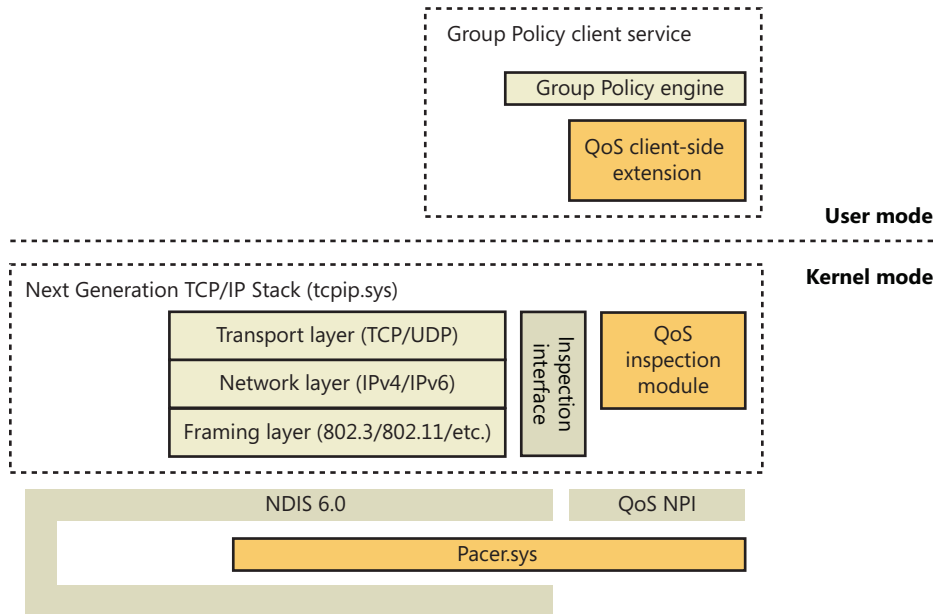 Group Policy client service
Group Policy engine
QoS client-side
extension
User mode
Kernel mode
Next Generation TCP/IP Stack (tcpip.sys)
Transport layer (TCP/UDP)
Network layer (IPv4/IPv6)
Framing layer (802.3/802.11/etc.)
Inspection
interface
QoS
inspection
module
NDIS 6.0
QoS NPI
Pacer.sys